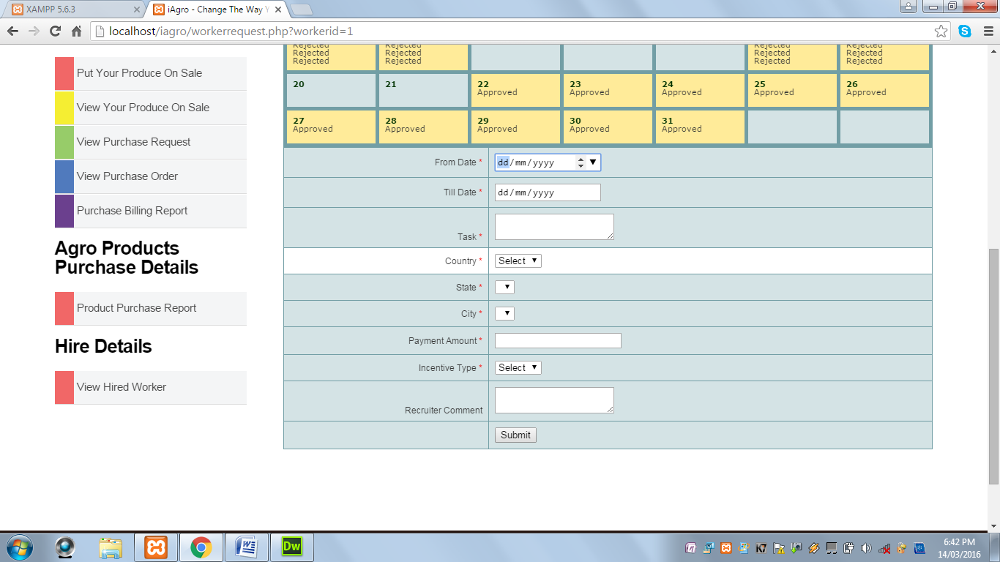 XAMPP 5.6.3
iAgro - Change The Way Y
localhost/iagro/workerrequest.php?workerid=1
Put Your Produce On Sale
View Your Produce On Sale
View Purchase Request
View Purchase Order
Purchase Billing Report
Agro Products
Purchase Details
Product Purchase Report
Hire Details
View Hired Worker
Rejected Rejected Rejected Rejected
Rejected Rejected Rejected Rejected
Rejected Rejected Rejected Rejected
20 21 22 23 24 25 26
Approved Approved Approved Approved Approved
27 28 29 30 31
Approved Approved Approved Approved Approved
From Date * dd/mm/yyyy
Till Date * dd/mm/yyyy
Task *
Country * Select
State *
City *
Payment Amount *
Incentive Type * Select
Recruiter Comment
Submit
Dw
K7
6:42 PM
14/03/2016